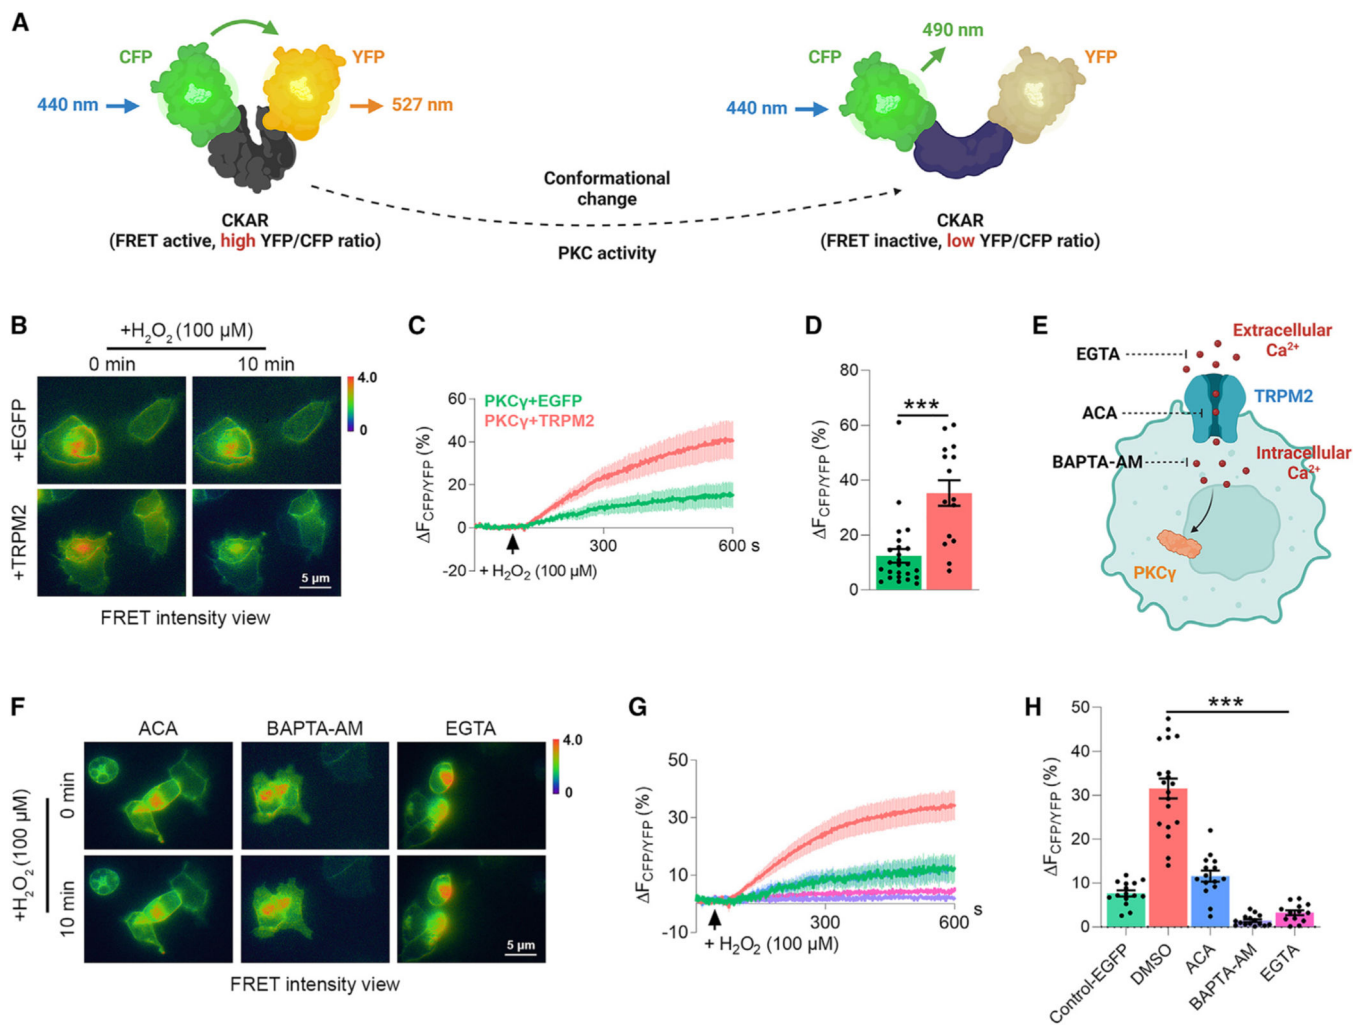 A
CFP
YFP
440 nm
527 nm
CKAR
(FRET active, high YFP/CFP ratio)
Conformational
change
PKC activity
490 nm
CFP
YFP
440 nm
CKAR
(FRET inactive, low YFP/CFP ratio)
B
+H₂O₂ (100 µM)
0 min
10 min
+EGFP
+TRPM2
4.0
0
5 µm
FRET intensity view
C
ΔF_CFP/YFP (%)
60
40
20
0
-20
PKCγ+EGFP
PKCγ+TRPM2
300
600 s
+ H₂O₂ (100 µM)
D
ΔF_CFP/YFP (%)
80
60
40
20
0
***
E
Extracellular
Ca²⁺
EGTA
TRPM2
ACA
BAPTA-AM
Intracellular
Ca²⁺
PKCγ
F
ACA
BAPTA-AM
EGTA
+H₂O₂ (100 µM)
0 min
10 min
4.0
0
5 µm
FRET intensity view
G
ΔF_CFP/YFP (%)
50
30
10
-10
300
600
s
+ H₂O₂ (100 µM)
H
ΔF_CFP/YFP (%)
50
40
30
20
10
0
***
Control-EGFP
DMSO
ACA
BAPTA-AM
EGTA